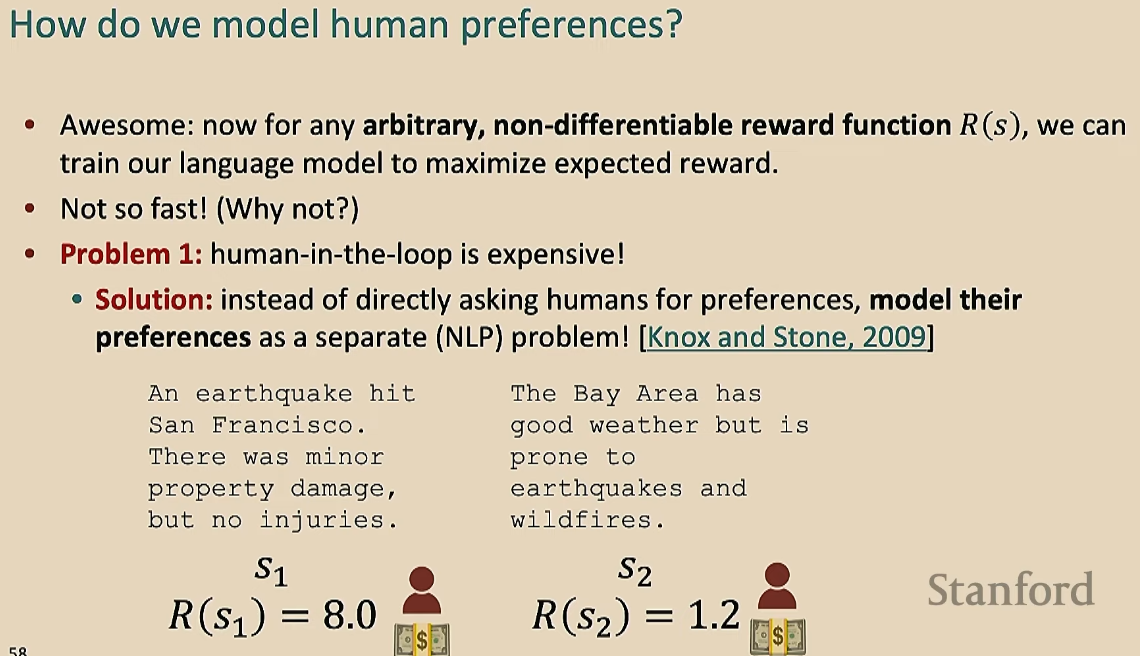 How do we model human preferences?
• Awesome: now for any arbitrary, non-differentiable reward function R(s), we can
train our language model to maximize expected reward.
• Not so fast! (Why not?)
• Problem 1: human-in-the-loop is expensive!
• Solution: instead of directly asking humans for preferences, model their
preferences as a separate (NLP) problem! [Knox and Stone, 2009]
An earthquake hit
San Francisco.
There was minor
property damage,
but no injuries.
s₁
R(s₁) = 8.0
$
The Bay Area has
good weather but is
prone to
earthquakes and
wildfires.
s₂
R(s₂) = 1.2
$
Stanford
58